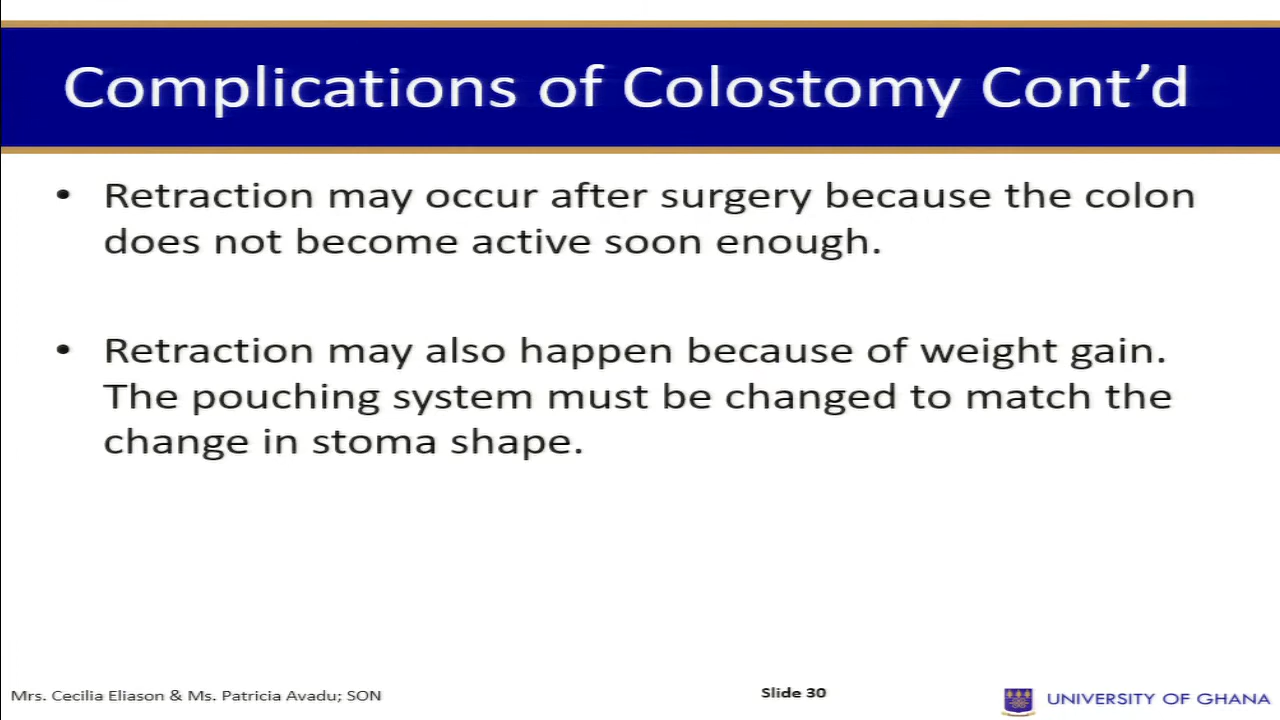 Complications of Colostomy Cont’d
• Retraction may occur after surgery because the colon
does not become active soon enough.
• Retraction may also happen because of weight gain.
The pouching system must be changed to match the
change in stoma shape.
Mrs. Cecilia Eliason & Ms. Patricia Avadu; SON
Slide 30
UNIVERSITY OF GHANA